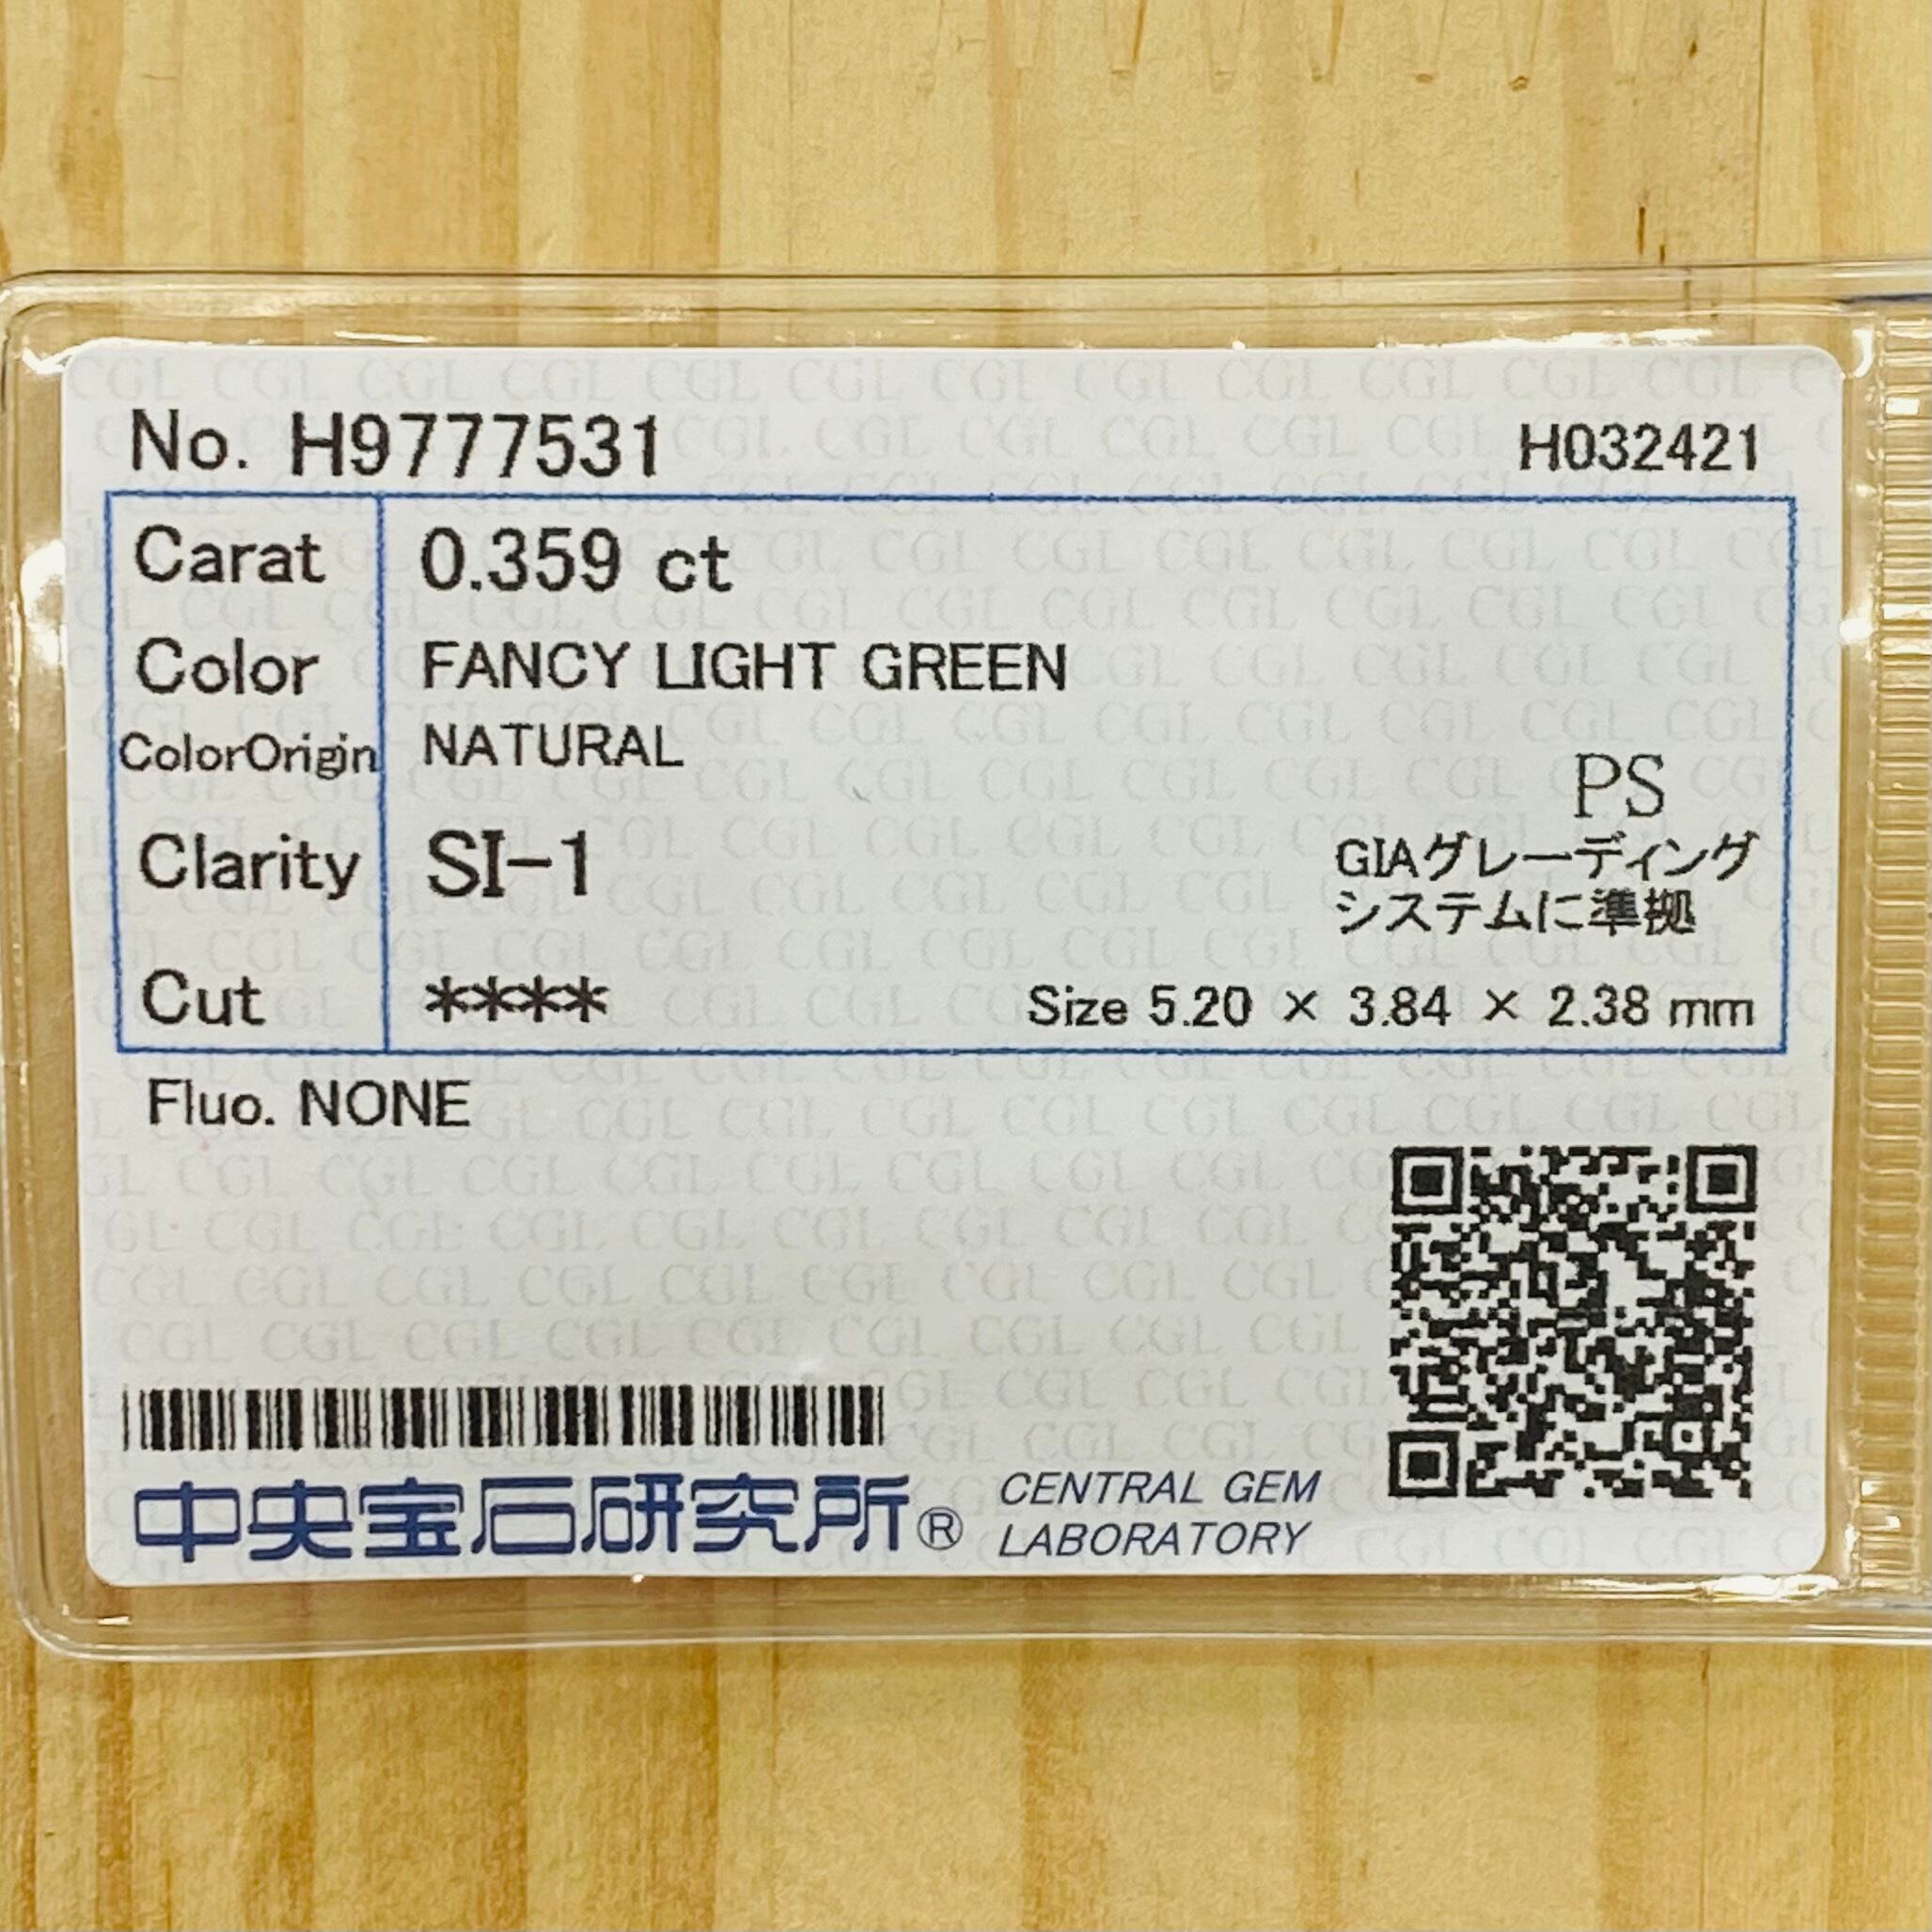 No. H9777531 H032421
Carat 0.359 ct
Color FANCY LIGHT GREEN
ColorOrigin NATURAL
PS
Clarity SI-1 GIAグレーディング
システムに準拠
Cut **** Size 5.20 × 3.84 × 2.38 mm
Fluo. NONE
中央宝石研究所® CENTRAL GEM
LABORATORY